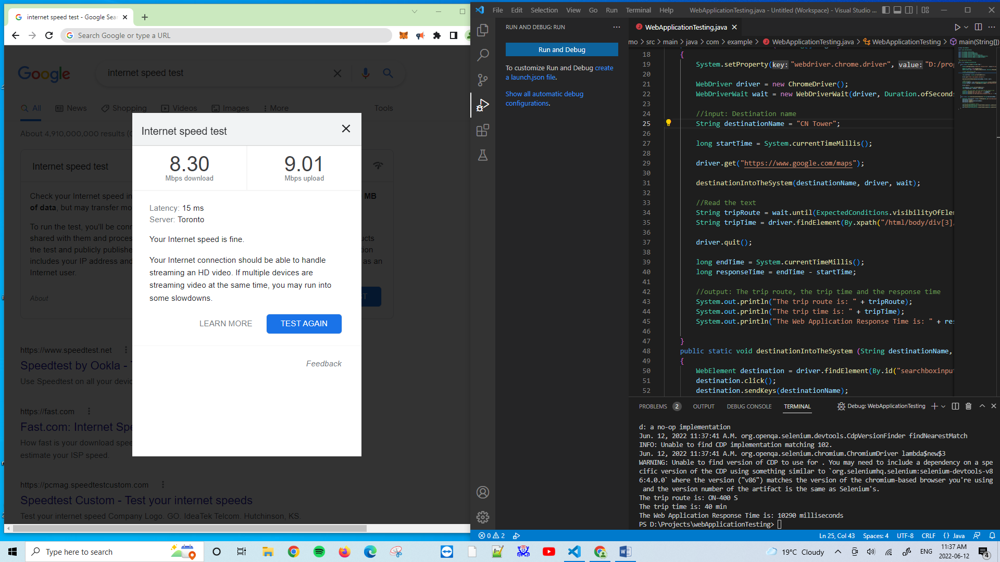 internet speed test - Google Sear
Search Google or type a URL
Google
internet speed test
All
News
Shopping
Videos
Images
More
Tools
About 4,910,000,000 results
Internet speed test
Check your Internet speed in
MB
of data, but may transfer mo
To run the test, you'll be conn
shared with them and proces
ucts
the test and publicly publishe
tion
includes your IP address and
as an
Internet user.
About
Internet speed test
8.30
Mbps download
9.01
Mbps upload
Latency: 15 ms
Server: Toronto
Your Internet speed is fine.
Your Internet connection should be able to handle
streaming an HD video. If multiple devices are
streaming video at the same time, you may run into
some slowdowns.
LEARN MORE
TEST AGAIN
Feedback
https://www.speedtest.net
Speedtest by Ookla -
Use Speedtest on all your devic
https://fast.com
Fast.com: Internet Spe
How fast is your download spee
estimate your ISP speed.
https://pcmag.speedtestcustom.com
Speedtest Custom - Test your internet speeds
Test your internet speed Company Logo. GO. IdeaTek Telcom. Hutchinson, KS.
File Edit Selection View Go Run Terminal Help
WebApplicationTesting.java - Untitled (Workspace) - Visual Studio ...
RUN AND DEBUG: RUN
Run and Debug
To customize Run and Debug create
a launch.json file.
Show all automatic debug
configurations.
WebApplicationTesting.java
mo > src > main > java > com > example > WebApplicationTesting.java > WebApplicationTesting > main(String[])
18 {
19 System.setProperty(key: "webdriver.chrome.driver", value: "D:/prog
20
21 WebDriver driver = new ChromeDriver();
22 WebDriverWait wait = new WebDriverWait(driver, Duration.ofSeconds
23
24 //input: Destination name
25 String destinationName = "CN Tower";
26
27 long startTime = System.currentTimeMillis();
28
29 driver.get("https://www.google.com/maps");
30
31 destinationIntoTheSystem(destinationName, driver, wait);
32
33 //Read the text
34 String tripRoute = wait.until(ExpectedConditions.visibilityOfElem
35 String tripTime = driver.findElement(By.xpath("/html/body/div[3]/
36
37 driver.quit();
38
39 long endTime = System.currentTimeMillis();
40 long responseTime = endTime - startTime;
41
42 //output: The trip route, the trip time and the response time
43 System.out.println("The trip route is: " + tripRoute);
44 System.out.println("The trip time is: " + tripTime);
45 System.out.println("The Web Application Response Time is: " + res
46
47 }
48 public static void destinationIntoTheSystem (String destinationName,
49 {
50 WebElement destination = driver.findElement(By.id("searchboxinput
51 destination.click();
52 destination.sendKeys(destinationName);
PROBLEMS 2 OUTPUT DEBUG CONSOLE TERMINAL
Debug: WebApplicationTesting
d: a no-op implementation
Jun. 12, 2022 11:37:41 A.M. org.openqa.selenium.devtools.CdpVersionFinder findNearestMatch
INFO: Unable to find CDP implementation matching 102.
Jun. 12, 2022 11:37:41 A.M. org.openqa.selenium.chromium.ChromiumDriver lambda$new$3
WARNING: Unable to find version of CDP to use for . You may need to include a dependency on a spe
cific version of the CDP using something similar to `org.seleniumhq.selenium:selenium-devtools-v8
6:4.0.0` where the version ("v86") matches the version of the chromium-based browser you're using
and the version number of the artifact is the same as Selenium's.
The trip route is: ON-400 S
The trip time is: 40 min
The Web Application Response Time is: 10290 milliseconds
PS D:\Projects\webApplicationTesting>
0 2
Ln 25, Col 43
Spaces: 4
UTF-8
CRLF
{} Java
Type here to search
19°C Cloudy
ENG
11:37 AM
2022-06-12
4